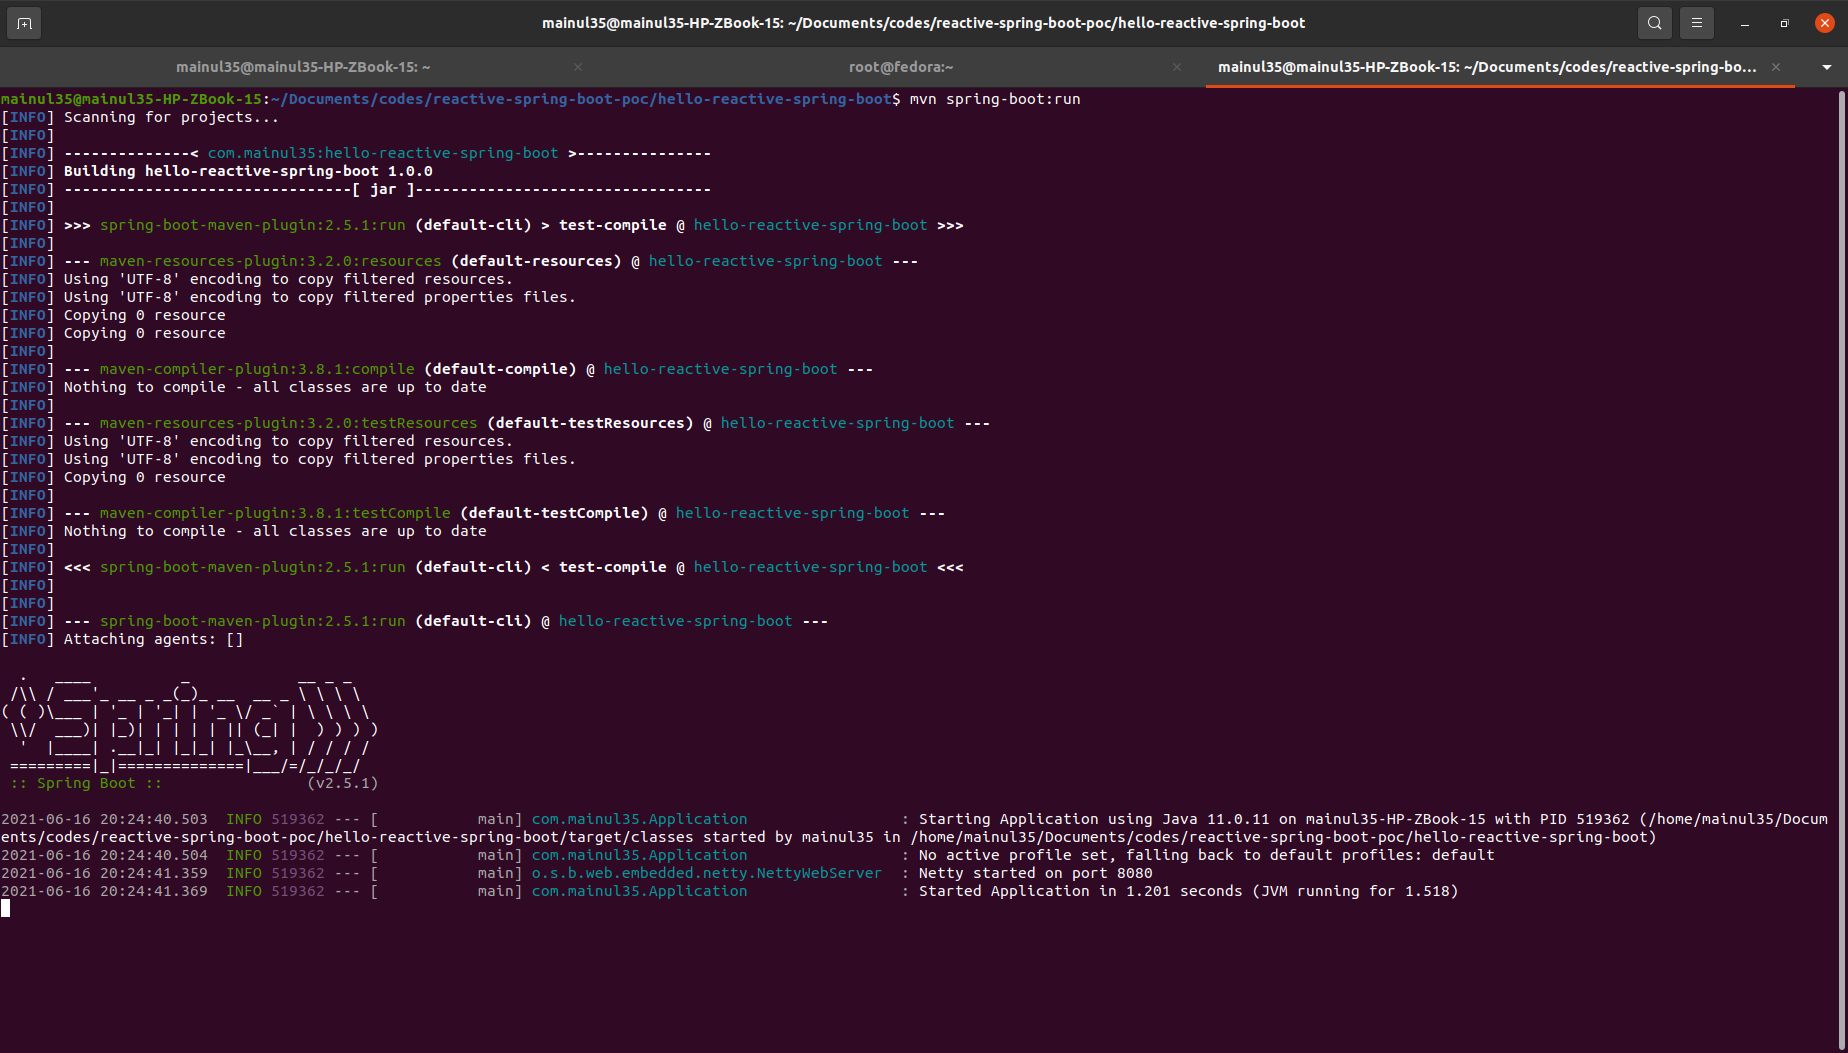 mainul35@mainul35-HP-ZBook-15: ~/Documents/codes/reactive-spring-boot-poc/hello-reactive-spring-boot
mainul35@mainul35-HP-ZBook-15: ~
root@fedora:~
mainul35@mainul35-HP-ZBook-15: ~/Documents/codes/reactive-spring-bo...
mainul35@mainul35-HP-ZBook-15:~/Documents/codes/reactive-spring-boot-poc/hello-reactive-spring-boot$ mvn spring-boot:run
[INFO] Scanning for projects...
[INFO]
[INFO] --------------< com.mainul35:hello-reactive-spring-boot >---------------
[INFO] Building hello-reactive-spring-boot 1.0.0
[INFO] --------------------------------[ jar ]---------------------------------
[INFO]
[INFO] >>> spring-boot-maven-plugin:2.5.1:run (default-cli) > test-compile @ hello-reactive-spring-boot >>>
[INFO]
[INFO] --- maven-resources-plugin:3.2.0:resources (default-resources) @ hello-reactive-spring-boot ---
[INFO] Using 'UTF-8' encoding to copy filtered resources.
[INFO] Using 'UTF-8' encoding to copy filtered properties files.
[INFO] Copying 0 resource
[INFO] Copying 0 resource
[INFO]
[INFO] --- maven-compiler-plugin:3.8.1:compile (default-compile) @ hello-reactive-spring-boot ---
[INFO] Nothing to compile - all classes are up to date
[INFO]
[INFO] --- maven-resources-plugin:3.2.0:testResources (default-testResources) @ hello-reactive-spring-boot ---
[INFO] Using 'UTF-8' encoding to copy filtered resources.
[INFO] Using 'UTF-8' encoding to copy filtered properties files.
[INFO] Copying 0 resource
[INFO]
[INFO] --- maven-compiler-plugin:3.8.1:testCompile (default-testCompile) @ hello-reactive-spring-boot ---
[INFO] Nothing to compile - all classes are up to date
[INFO]
[INFO] <<< spring-boot-maven-plugin:2.5.1:run (default-cli) < test-compile @ hello-reactive-spring-boot <<<
[INFO]
[INFO]
[INFO] --- spring-boot-maven-plugin:2.5.1:run (default-cli) @ hello-reactive-spring-boot ---
[INFO] Attaching agents: []
  .   ____          _            __ _ _
 /\\ / ___'_ __ _ _(_)_ __  __ _ \ \ \ \
( ( )\___ | '_ | '_| | '_ \/ _` | \ \ \ \
 \\/  ___)| |_)| | | | | || (_| |  ) ) ) )
  '  |____| .__|_| |_|_| |_\__, | / / / /
 =========|_|==============|___/=/_/_/_/
 :: Spring Boot ::                (v2.5.1)
2021-06-16 20:24:40.503  INFO 519362 --- [           main] com.mainul35.Application                 : Starting Application using Java 11.0.11 on mainul35-HP-ZBook-15 with PID 519362 (/home/mainul35/Docum
ents/codes/reactive-spring-boot-poc/hello-reactive-spring-boot/target/classes started by mainul35 in /home/mainul35/Documents/codes/reactive-spring-boot-poc/hello-reactive-spring-boot)
2021-06-16 20:24:40.504  INFO 519362 --- [           main] com.mainul35.Application                 : No active profile set, falling back to default profiles: default
2021-06-16 20:24:41.359  INFO 519362 --- [           main] o.s.b.web.embedded.netty.NettyWebServer  : Netty started on port 8080
2021-06-16 20:24:41.369  INFO 519362 --- [           main] com.mainul35.Application                 : Started Application in 1.201 seconds (JVM running for 1.518)